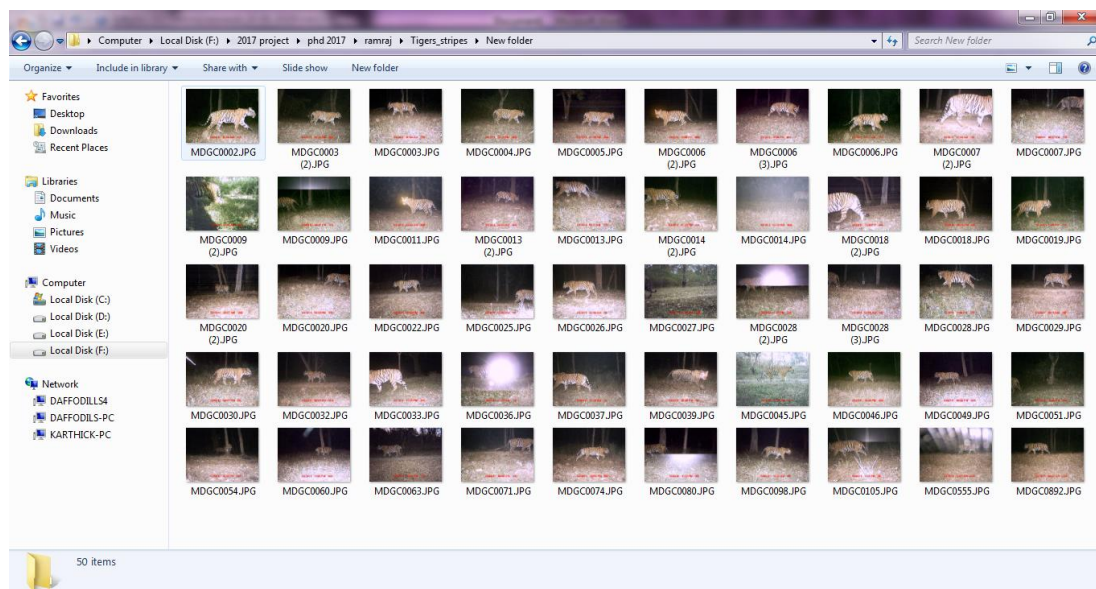 Computer ▸ Local Disk (F:) ▸ 2017 project ▸ phd 2017 ▸ ramraj ▸ Tigers_stripes ▸ New folder
Search New folder
Organize Include in library Share with Slide show New folder
Favorites
Desktop
Downloads
Recent Places
Libraries
Documents
Music
Pictures
Videos
Computer
Local Disk (C:)
Local Disk (D:)
Local Disk (E:)
Local Disk (F:)
Network
DAFFODILLS4
DAFFODILS-PC
KARTHICK-PC
MDGC0002.JPG MDGC0003 (2).JPG MDGC0003.JPG MDGC0004.JPG MDGC0005.JPG MDGC0006 (2).JPG MDGC0006 (3).JPG MDGC0006.JPG MDGC0007 (2).JPG MDGC0007.JPG
MDGC0009 (2).JPG MDGC0009.JPG MDGC0011.JPG MDGC0013 (2).JPG MDGC0013.JPG MDGC0014 (2).JPG MDGC0014.JPG MDGC0018 (2).JPG MDGC0018.JPG MDGC0019.JPG
MDGC0020 (2).JPG MDGC0020.JPG MDGC0022.JPG MDGC0025.JPG MDGC0026.JPG MDGC0027.JPG MDGC0028 (2).JPG MDGC0028 (3).JPG MDGC0028.JPG MDGC0029.JPG
MDGC0030.JPG MDGC0032.JPG MDGC0033.JPG MDGC0036.JPG MDGC0037.JPG MDGC0039.JPG MDGC0045.JPG MDGC0046.JPG MDGC0049.JPG MDGC0051.JPG
MDGC0054.JPG MDGC0060.JPG MDGC0063.JPG MDGC0071.JPG MDGC0074.JPG MDGC0080.JPG MDGC0098.JPG MDGC0105.JPG MDGC0555.JPG MDGC0892.JPG
50 items